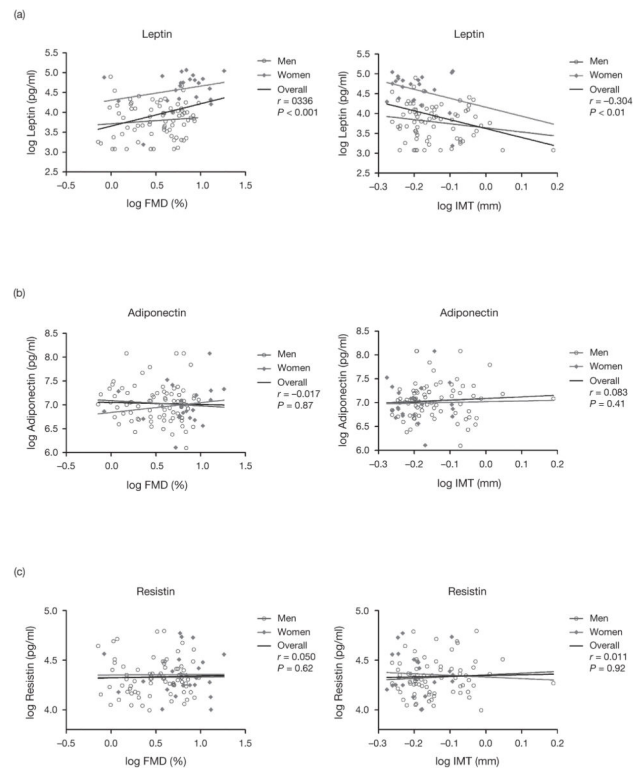 (a)
Leptin
5.5
5.0
4.5
4.0
3.5
3.0
2.5
log Leptin (pg/ml)
−0.5
0.0
0.5
1.0
1.5
log FMD (%)
Men
Women
Overall
r = 0336
P < 0.001
Leptin
5.5
5.0
4.5
4.0
3.5
3.0
2.5
log Leptin (pg/ml)
−0.3
−0.2
−0.1
0.0
0.1
0.2
log IMT (mm)
Men
Women
Overall
r = −0.304
P < 0.01
(b)
Adiponectin
8.5
8.0
7.5
7.0
6.5
6.0
log Adiponectin (pg/ml)
−0.5
0.0
0.5
1.0
1.5
log FMD (%)
Men
Women
Overall
r = −0.017
P = 0.87
Adiponectin
8.5
8.0
7.5
7.0
6.5
6.0
log Adiponectin (pg/ml)
−0.3
−0.2
−0.1
0.0
0.1
0.2
log IMT (mm)
Men
Women
Overall
r = 0.083
P = 0.41
(c)
Resistin
5.0
4.5
4.0
log Resistin (pg/ml)
−0.5
0.0
0.5
1.0
1.5
log FMD (%)
Men
Women
Overall
r = 0.050
P = 0.62
Resistin
5.0
4.5
4.0
log Resistin (pg/ml)
−0.3
−0.2
−0.1
0.0
0.1
0.2
log IMT (mm)
Men
Women
Overall
r = 0.011
P = 0.92